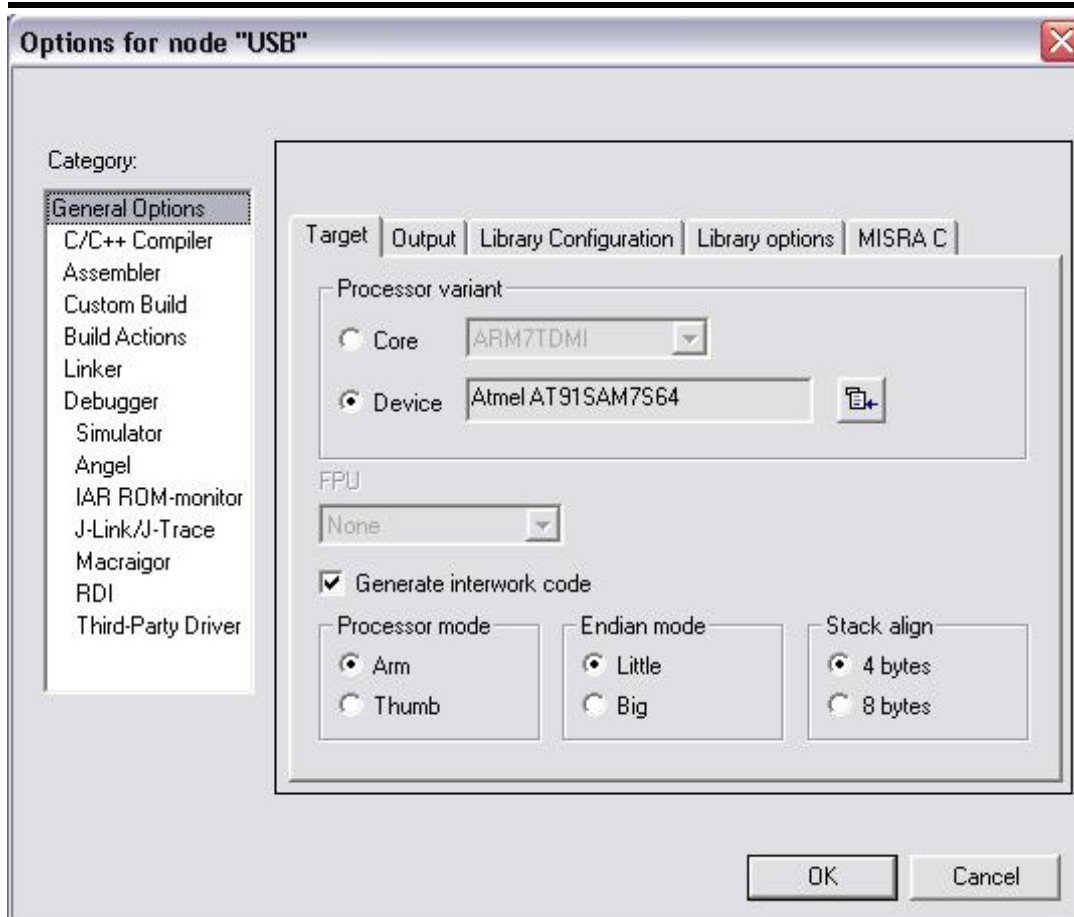 Options for node "USB"
Category:
General Options
C/C++ Compiler
Assembler
Custom Build
Build Actions
Linker
Debugger
Simulator
Angel
IAR ROM-monitor
J-Link/J-Trace
Macraigor
RDI
Third-Party Driver
Target Output Library Configuration Library options MISRA C
Processor variant
Core ARM7TDMI
Device Atmel AT91SAM7S64
FPU
None
Generate interwork code
Processor mode
Arm
Thumb
Endian mode
Little
Big
Stack align
4 bytes
8 bytes
OK Cancel